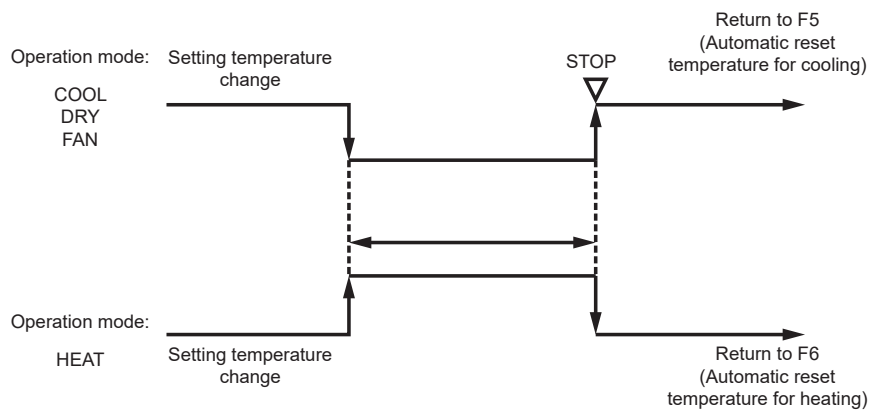 Return to F5
(Automatic reset
temperature for cooling)
Operation mode:
Setting temperature
change
STOP
COOL
DRY
FAN
Operation mode:
HEAT
Setting temperature
change
Return to F6
(Automatic reset
temperature for heating)